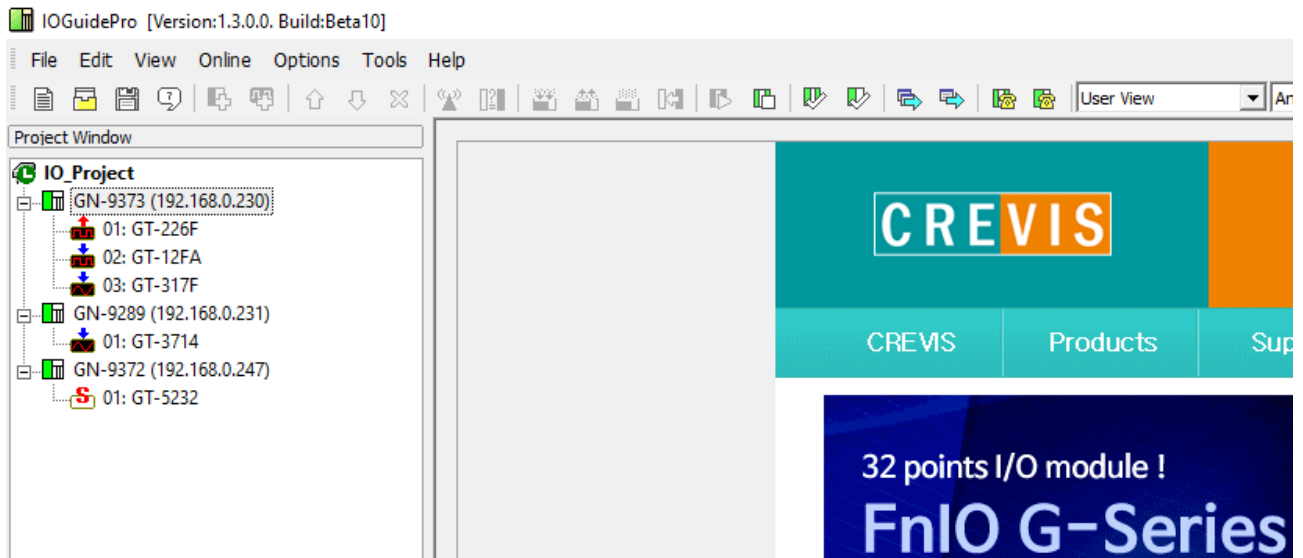 IOGuidePro [Version:1.3.0.0. Build:Beta10]
File Edit View Online Options Tools Help
User View
Project Window
IO_Project
GN-9373 (192.168.0.230)
01: GT-226F
02: GT-12FA
03: GT-317F
GN-9289 (192.168.0.231)
01: GT-3714
GN-9372 (192.168.0.247)
01: GT-5232
CREVIS
CREVIS Products
32 points I/O module !
FnIO G-Series